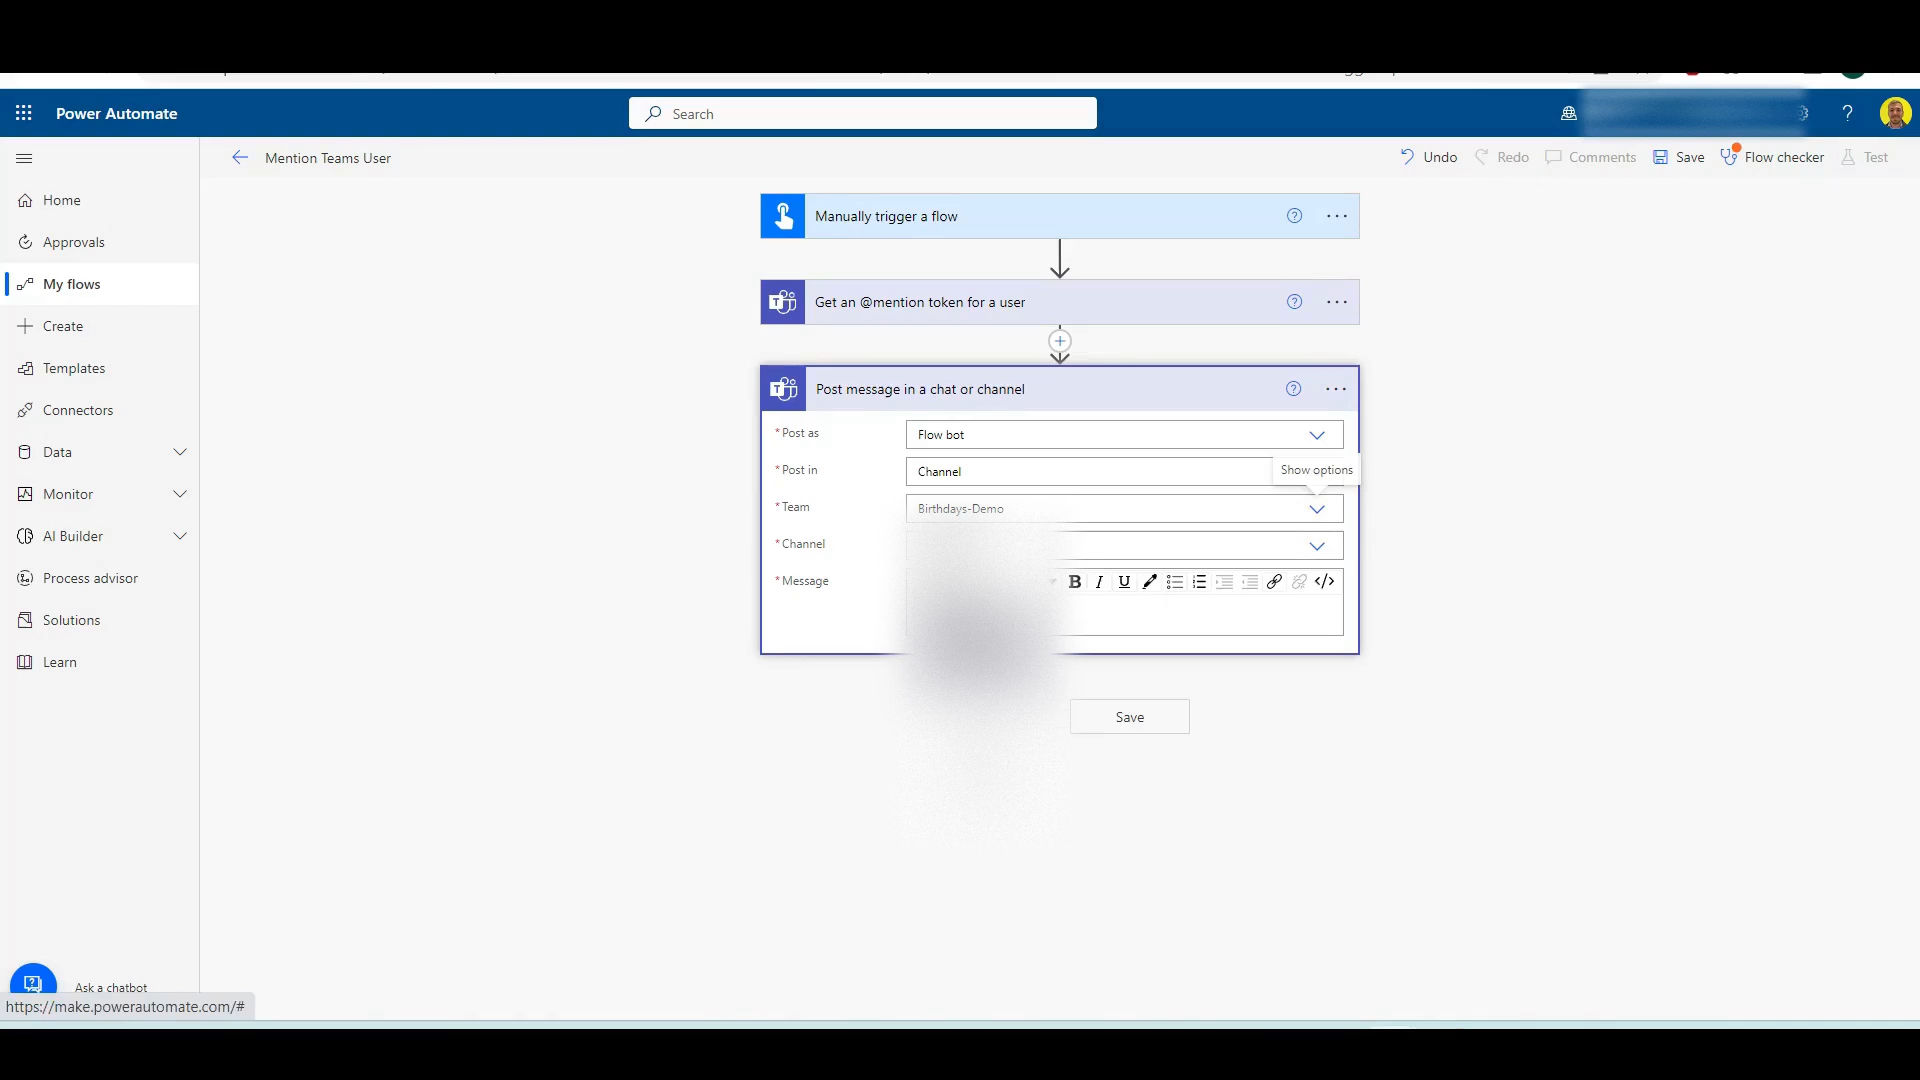 Power Automate
Search
?
Mention Teams User
Undo
Redo
Comments
Save
Flow checker
Test
Home
Approvals
My flows
Create
Templates
Connectors
Data
Monitor
AI Builder
Process advisor
Solutions
Learn
Manually trigger a flow
Get an @mention token for a user
Post message in a chat or channel
* Post as
Flow bot
* Post in
Channel
Show options
* Team
Birthdays-Demo
* Channel
* Message
B I U </>
Save
Ask a chatbot
https://make.powerautomate.com/#